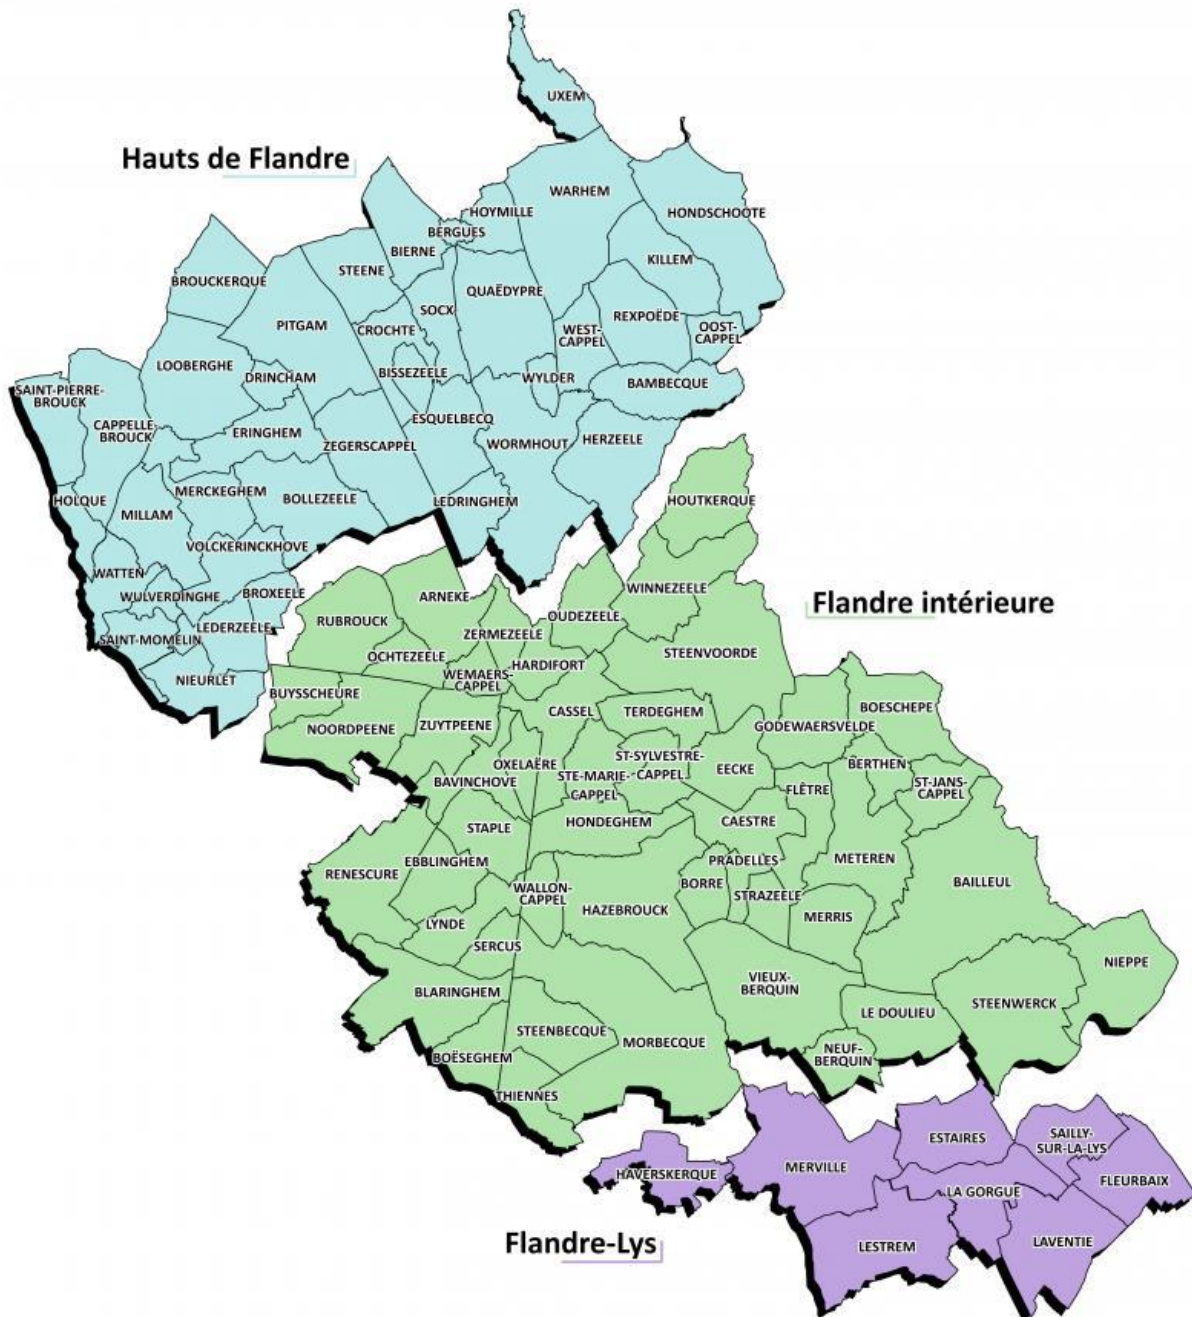 UXEM
Hauts de Flandre
WARHEM
HOYMILLE
HONDSCHOOTE
BERGUES
BIERNE
KILLEM
STEENE
BROUCKERQUE
QUAËDYPRE
SOCX
REXPOËDE
PITGAM
CROCHTE
WEST-
CAPPEL
OOST-
CAPPEL
LOOBERGHE
BISSEZEELE
DRINCHAM
WYLDER
BAMBECQUE
SAINT-PIERRE-
BROUCK
CAPPELLE-
BROUCK
ESQUELBECQ
ERINGHEM
ZEGERSCAPPEL
WORMHOUT
HERZEELE
MERCKEGHEM
HOLQUE
BOLLEZEELE
LEDRINGHEM
HOUTKERQUE
MILLAM
VOLCKERINCKHOVE
WATTEN
WULVERDINGHE
BROXEELE
ARNEKE
WINNEZEELE
Flandre intérieure
OUDEZEELE
RUBROUCK
LEDERZEELE
ZERMEZEELE
SAINT-MOMELIN
OCHTEZEELE
HARDIFORT
STEENVOORDE
NIEURLET
WEMAERS-
CAPPEL
BUYSSCHEURE
BOESCHEPE
CASSEL
TERDEGHEM
ZUYTPEENE
GODEWAERSVELDE
NOORDPEENE
ST-SYLVESTRE-
CAPPEL
OXELAËRE
BERTHEN
EECKE
STE-MARIE-
CAPPEL
BAVINCHOVE
ST-JANS-
CAPPEL
FLÊTRE
HONDEGHEM
CAESTRE
STAPLE
EBBLINGHEM
PRADELLES
METEREN
RENESCURE
BAILLEUL
BORRE
WALLON-
CAPPEL
STRAZEELE
HAZEBROUCK
MERRIS
LYNDE
SERCUS
NIEPPE
VIEUX-
BERQUIN
BLARINGHEM
STEENWERCK
LE DOULIEU
STEENBECQUE
MORBECQUE
NEUF-
BERQUIN
BOËSEGHEM
THIENNES
SAILLY-
SUR-LA-LYS
ESTAIRES
MERVILLE
HAVERSKERQUE
FLEURBAIX
LA GORGUE
Flandre-Lys
LESTREM
LAVENTIE